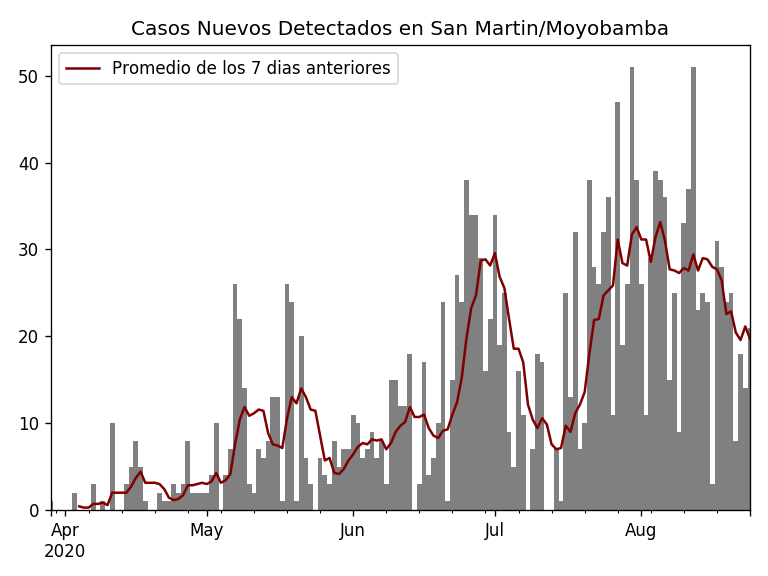 Casos Nuevos Detectados en San Martin/Moyobamba
Promedio de los 7 dias anteriores
50
40
30
20
10
0
Apr
2020
May
Jun
Jul
Aug